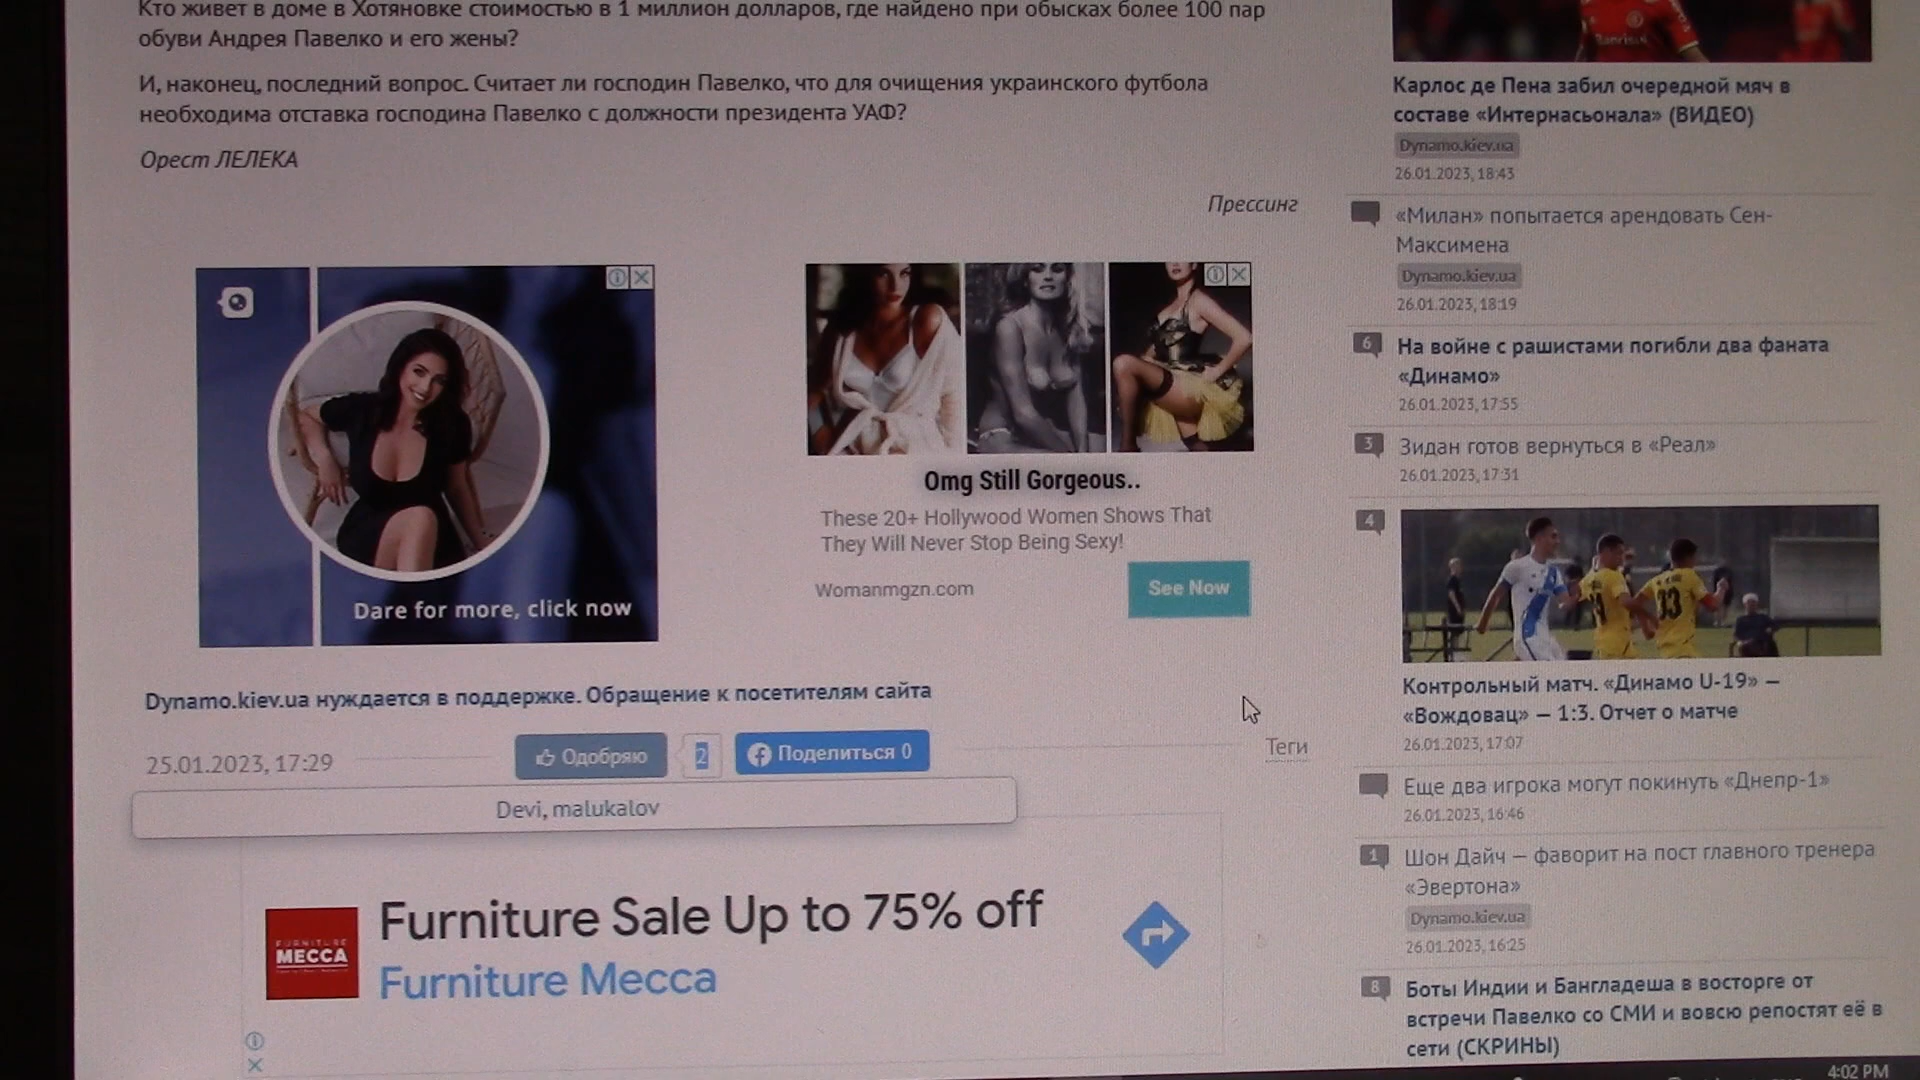 Кто живет в доме в Хотяновке стоимостью в 1 миллион долларов, где найдено при обысках более 100 пар
обуви Андрея Павелко и его жены?
И, наконец, последний вопрос. Считает ли господин Павелко, что для очищения украинского футбола
необходима отставка господина Павелко с должности президента УАФ?
Орест ЛЕЛЕКА
Прессинг
Dare for more, click now
Omg Still Gorgeous..
These 20+ Hollywood Women Shows That
They Will Never Stop Being Sexy!
Womanmgzn.com
See Now
Dynamo.kiev.ua нуждается в поддержке. Обращение к посетителям сайта
25.01.2023, 17:29
Одобряю
2
Поделиться 0
Теги
Devi, malukalov
FURNITURE
MECCA
Furniture Sale Up to 75% off
Furniture Mecca
Banrisul
Карлос де Пена забил очередной мяч в
составе «Интернасьонала» (ВИДЕО)
Dynamo.kiev.ua
26.01.2023, 18:43
«Милан» попытается арендовать Сен-
Максимена
Dynamo.kiev.ua
26.01.2023, 18:19
6
На войне с рашистами погибли два фаната
«Динамо»
26.01.2023, 17:55
3
Зидан готов вернуться в «Реал»
26.01.2023, 17:31
4
33
Контрольный матч. «Динамо U-19» —
«Вождовац» — 1:3. Отчет о матче
26.01.2023, 17:07
Еще два игрока могут покинуть «Днепр-1»
26.01.2023, 16:46
1
Шон Дайч — фаворит на пост главного тренера
«Эвертона»
Dynamo.kiev.ua
26.01.2023, 16:25
8
Боты Индии и Бангладеша в восторге от
встречи Павелко со СМИ и вовсю репостят её в
сети (СКРИНЫ)
4:02 PM